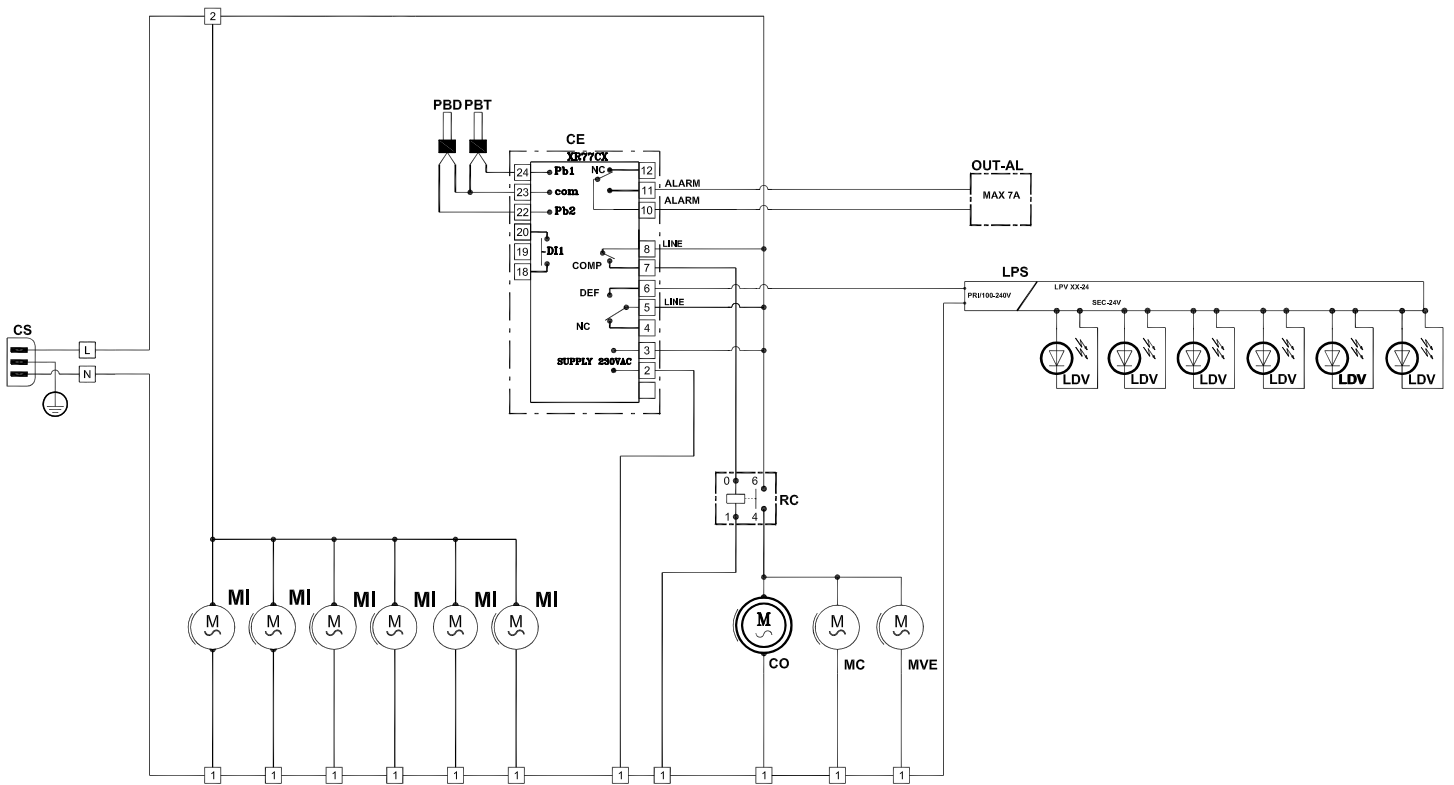 2
PBD PBT
CE
XR77CX
24 Pb1 NC 12
23 com 11 ALARM
22 Pb2 10 ALARM
20
19 DI1
18
8 LINE
COMP 7
DEF 6
5 LINE
NC 4
3
SUPPLY 230VAC
2
OUT-AL
MAX 7A
LPS
LPV XX-24
PRI/100-240V
SEC-24V
LDV LDV LDV LDV LDV LDV
CS
L
N
0 6
RC
1 4
MI MI MI MI MI MI
M M M M M M
M M M
CO MC MVE
1 1 1 1 1 1 1 1 1 1 1